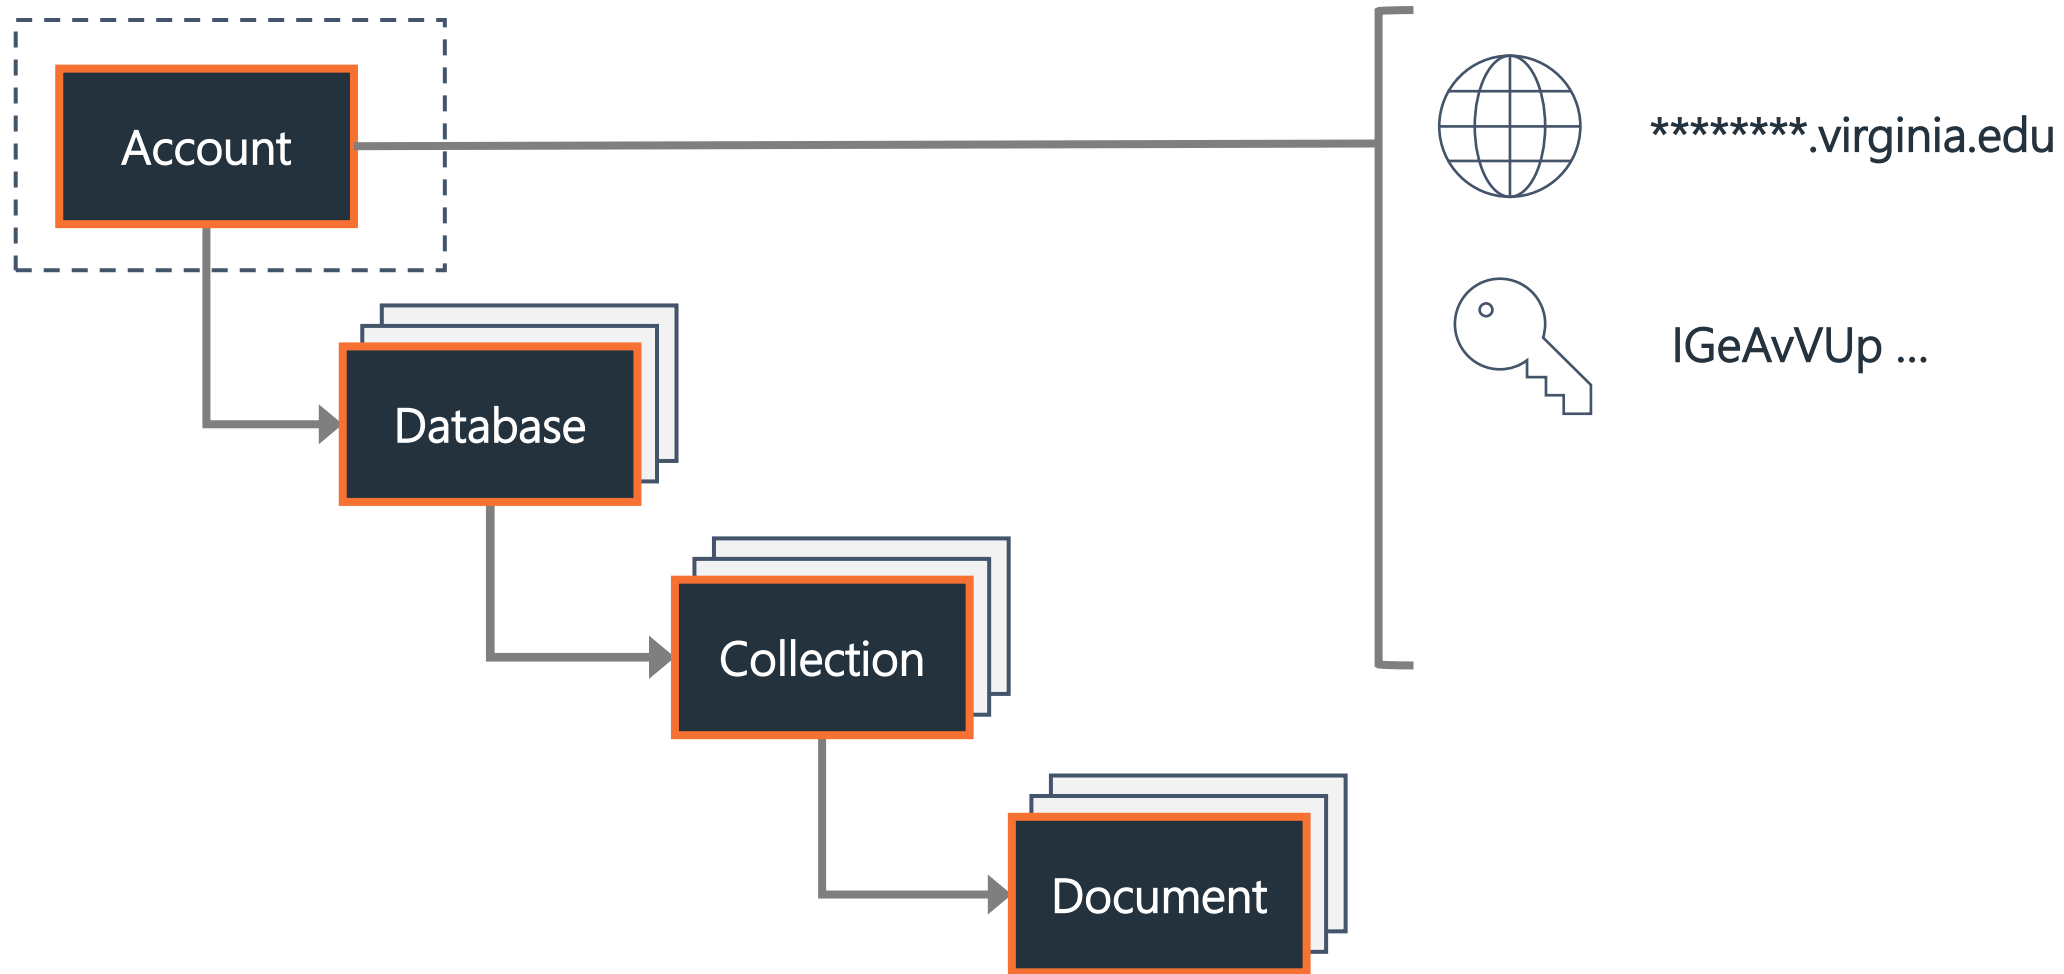 Account
********.virginia.edu
IGeAvVUp ...
Database
Collection
Document